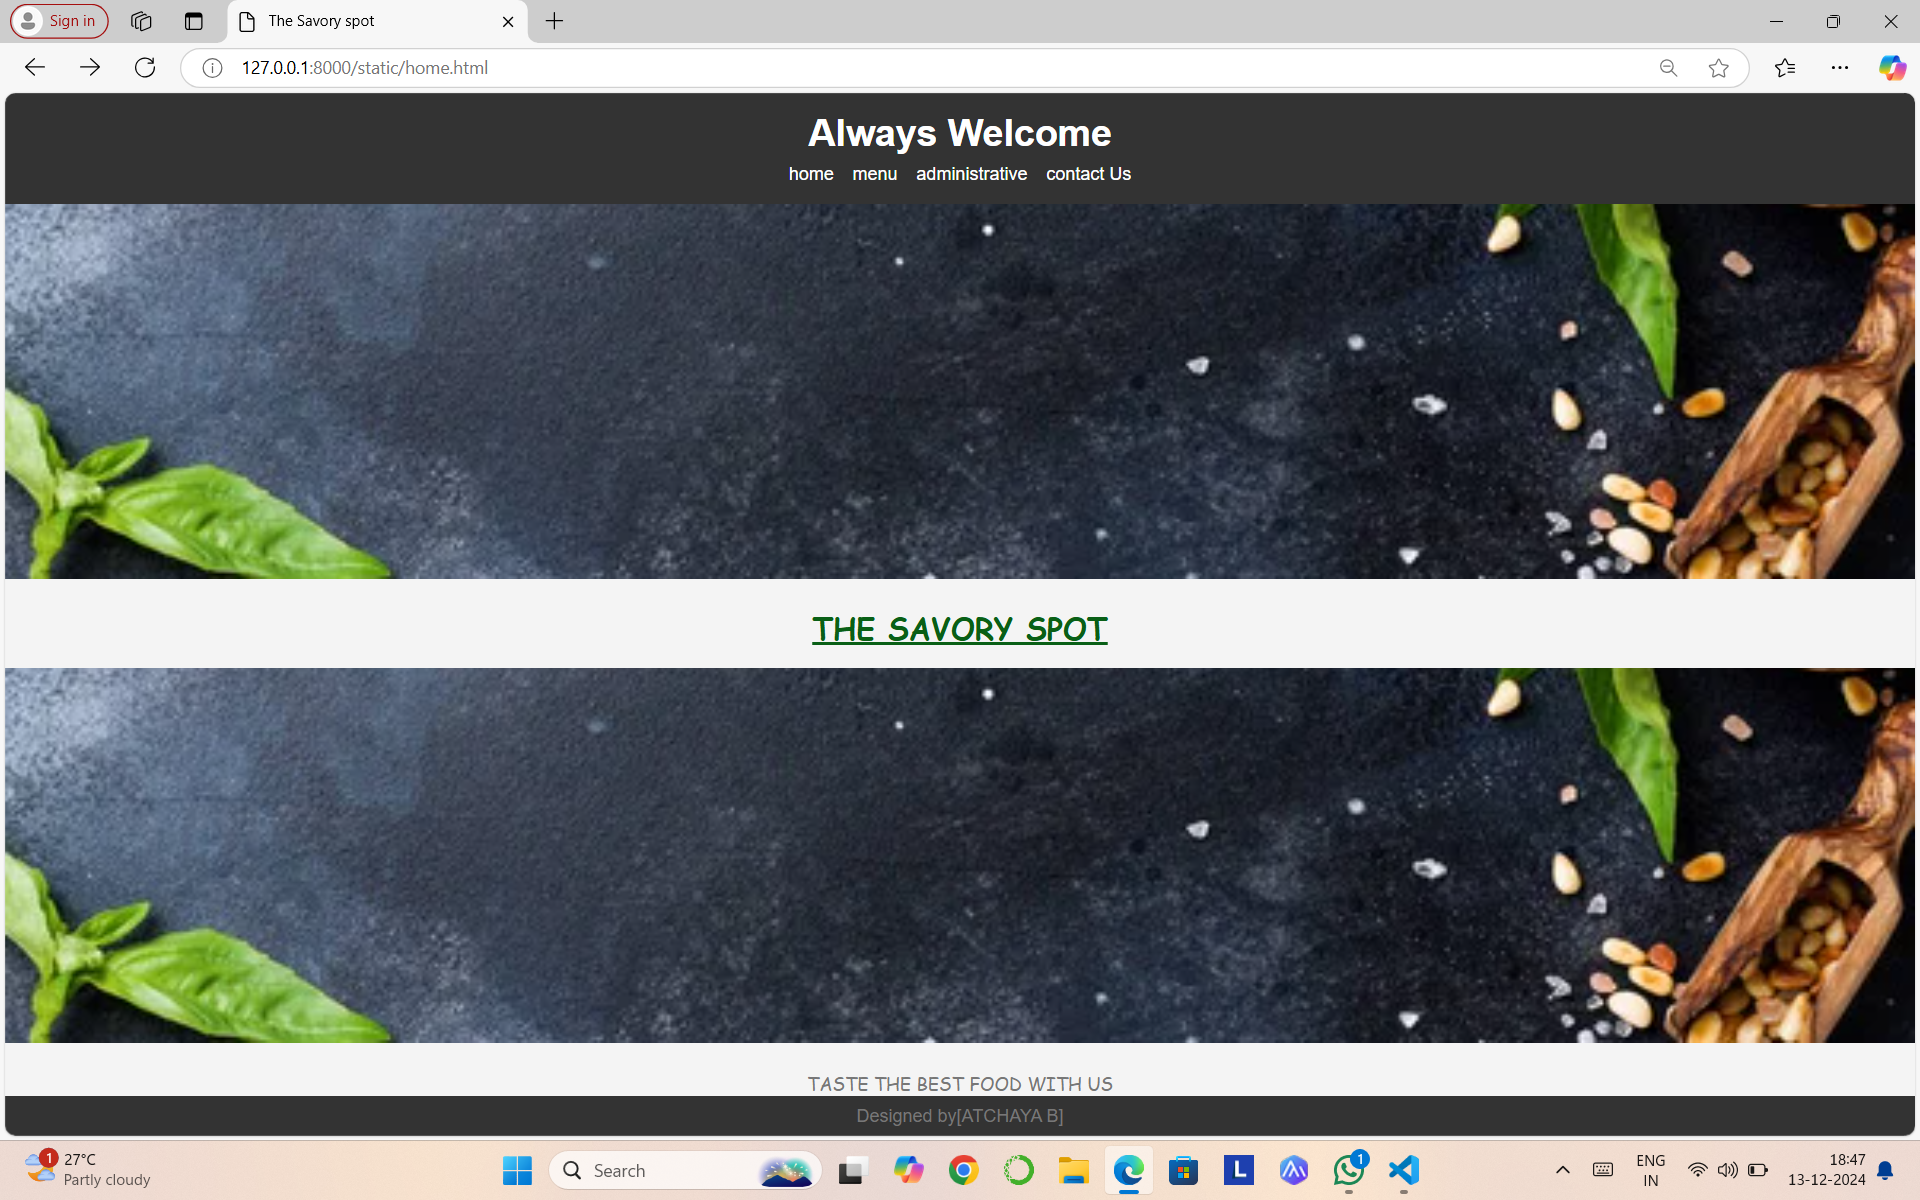 Sign in
The Savory spot
127.0.0.1:8000/static/home.html
Always Welcome
home menu administrative contact Us
THE SAVORY SPOT
TASTE THE BEST FOOD WITH US
Designed by[ATCHAYA B]
1
27°C
Partly cloudy
Search
L
1
ENG
IN
18:47
13-12-2024